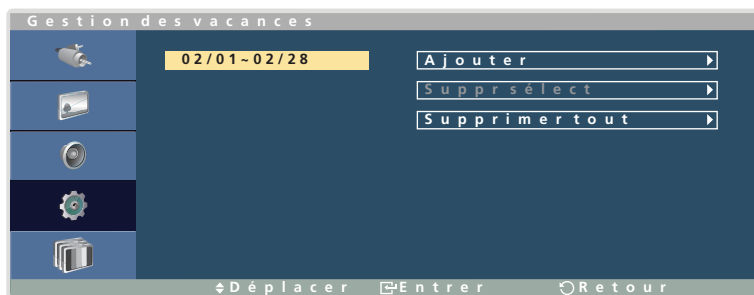 Gestion des vacances
02/01~02/28
Ajouter
Suppr sélect
Supprimer tout
Déplacer Entrer Retour